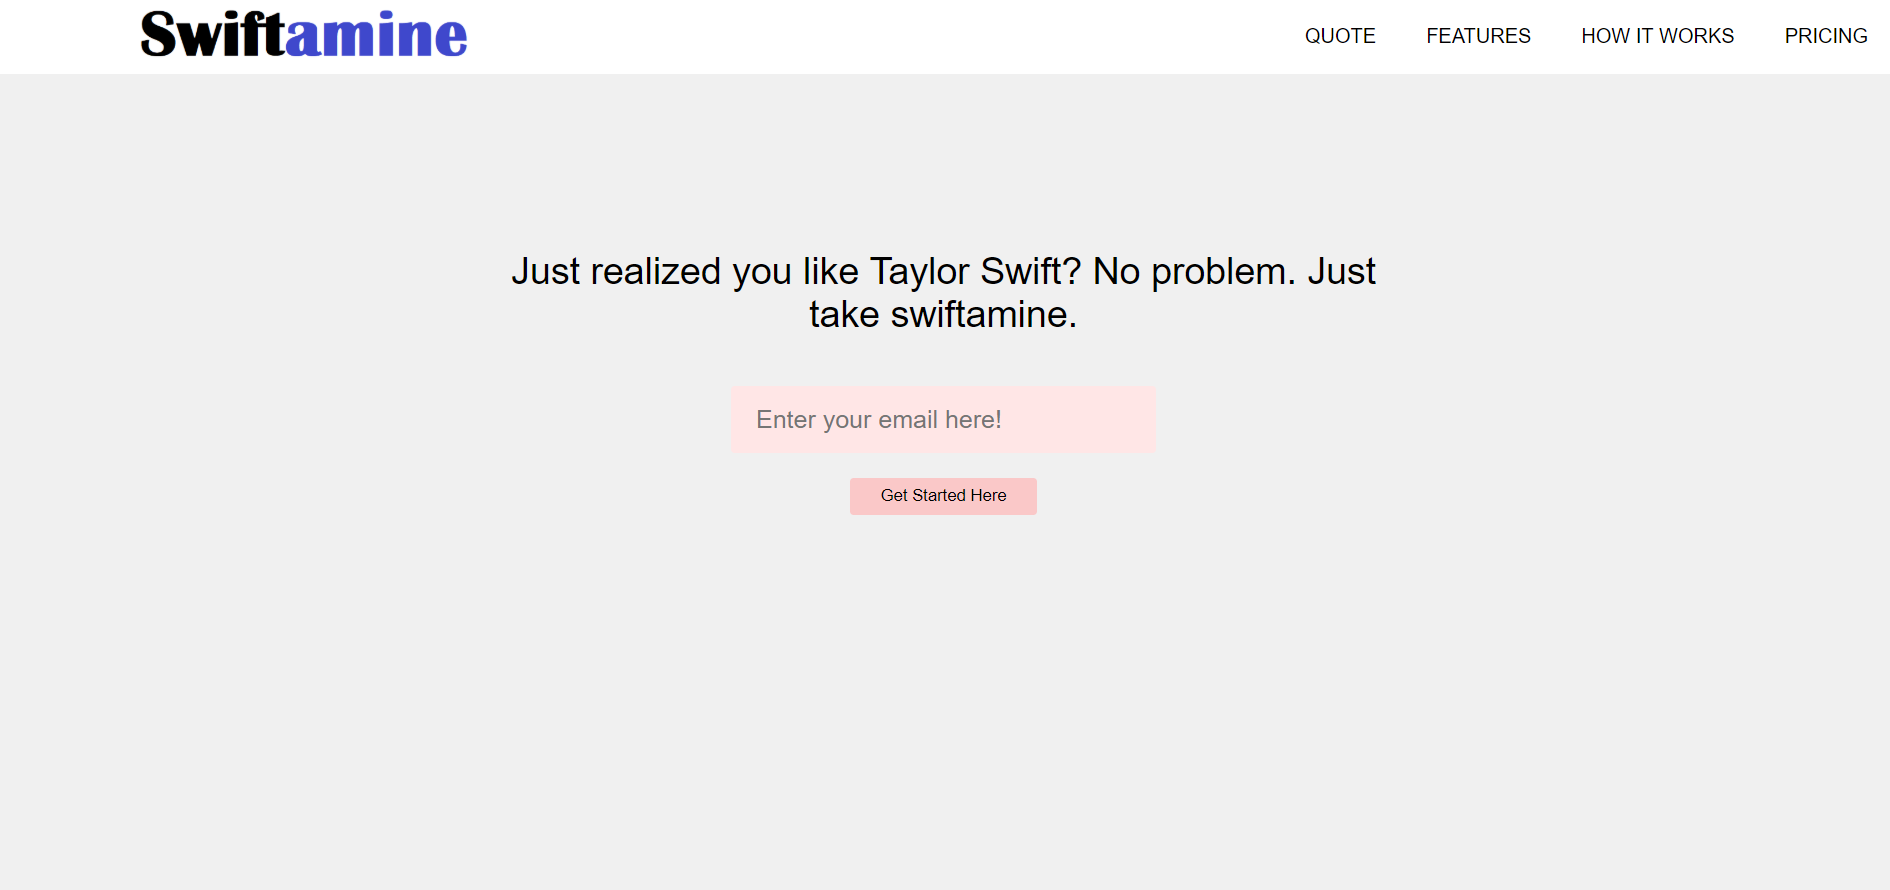 Swiftamine
QUOTE FEATURES HOW IT WORKS PRICING
Just realized you like Taylor Swift? No problem. Just
take swiftamine.
Enter your email here!
Get Started Here